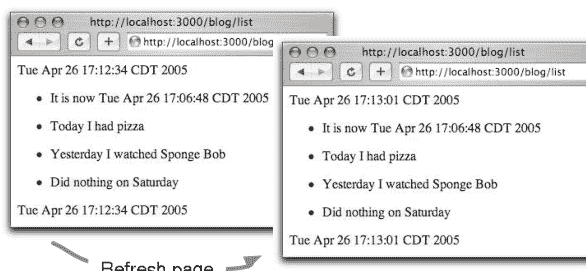 http://localhost:3000/blog/list
http://localhost:3000/blog
Tue Apr 26 17:12:34 CDT 2005
• It is now Tue Apr 26 17:06:48 CDT 2005
• Today I had pizza
• Yesterday I watched Sponge Bob
• Did nothing on Saturday
Tue Apr 26 17:12:34 CDT 2005
http://localhost:3000/blog/list
http://localhost:3000/blog/list
Tue Apr 26 17:13:01 CDT 2005
• It is now Tue Apr 26 17:06:48 CDT 2005
• Today I had pizza
• Yesterday I watched Sponge Bob
• Did nothing on Saturday
Tue Apr 26 17:13:01 CDT 2005
Refresh page